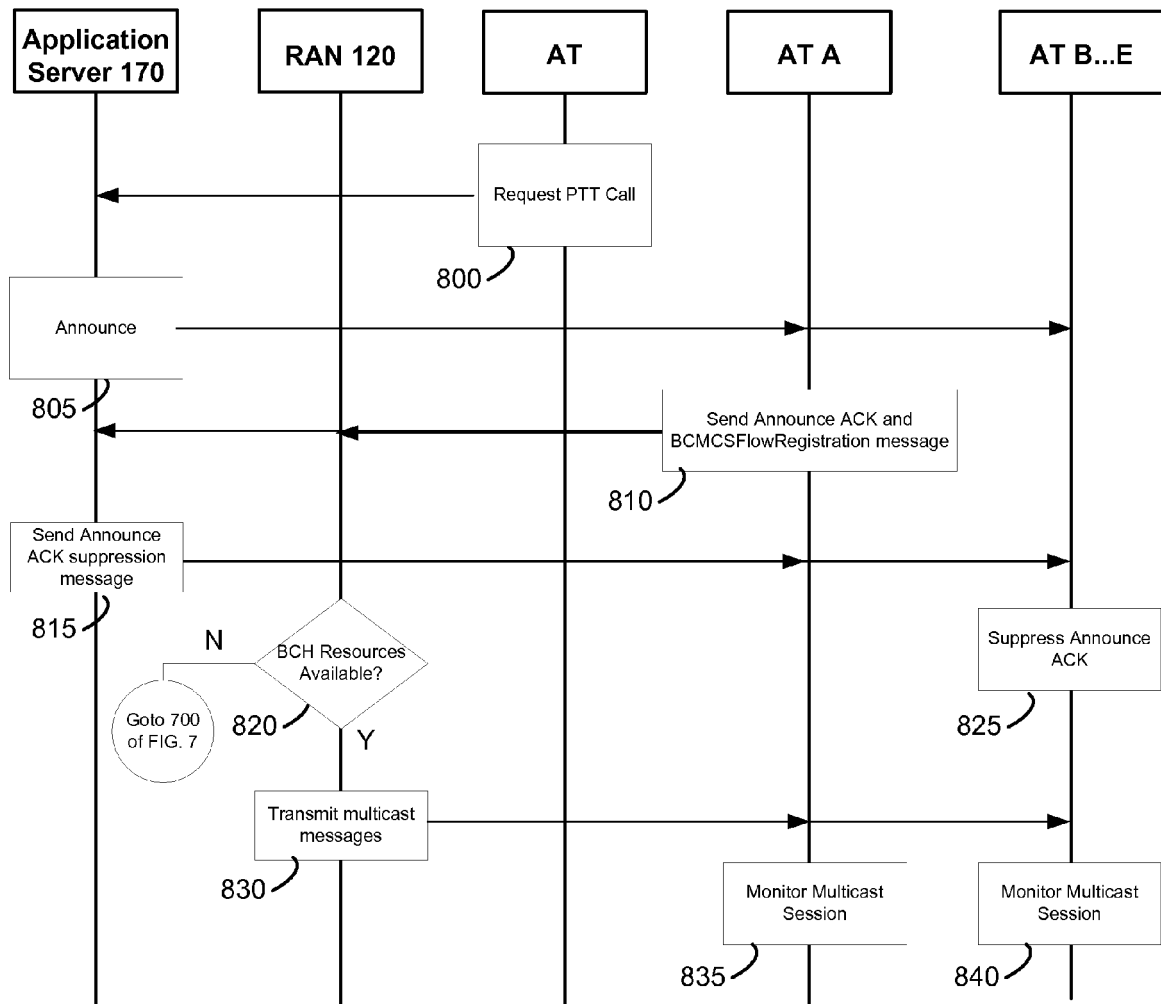 Application
Server 170
RAN 120
AT
AT A
AT B...E
Request PTT Call
800
Announce
805
Send Announce ACK and
BCMCSFlowRegistration message
810
Send Announce
ACK suppression
message
815
N
BCH Resources
Available?
820
Y
Goto 700
of FIG. 7
Suppress Announce
ACK
825
Transmit multicast
messages
830
Monitor Multicast
Session
835
Monitor Multicast
Session
840